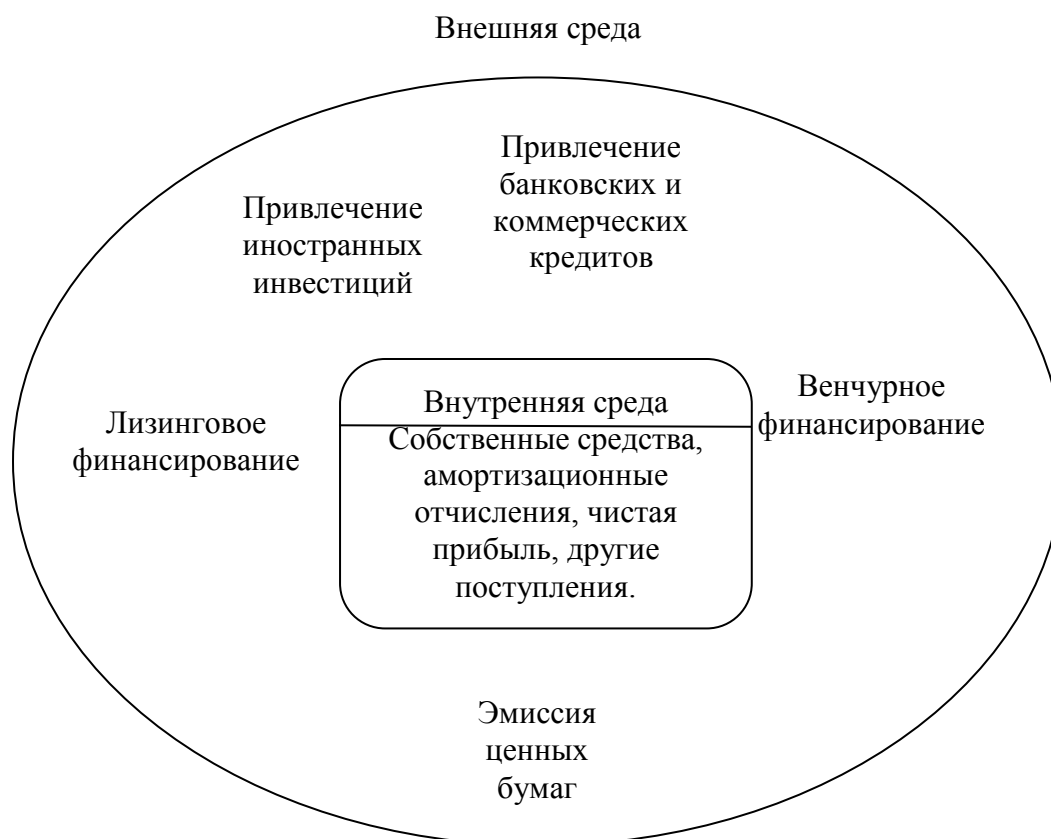 Внешняя среда
Привлечение
банковских и
коммерческих
кредитов
Привлечение
иностранных
инвестиций
Лизинговое
финансирование
Внутренняя среда
Собственные средства,
амортизационные
отчисления, чистая
прибыль, другие
поступления.
Венчурное
финансирование
Эмиссия
ценных
бумаг